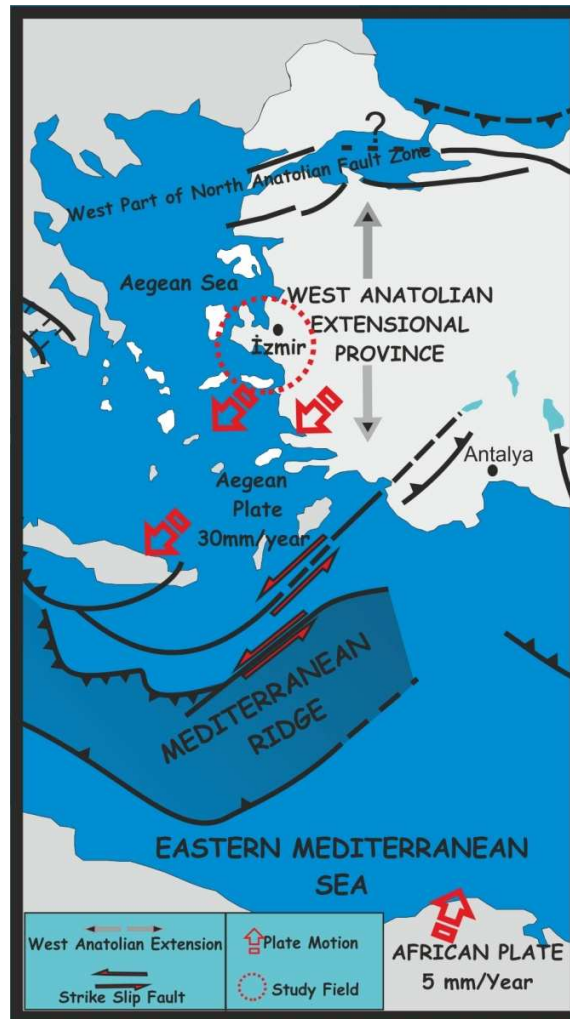 ?
West Part of North Anatolian Fault Zone
Aegean Sea
WEST ANATOLIAN
EXTENSIONAL
PROVINCE
İzmir
Antalya
Aegean
Plate
30mm/year
MEDITERRANEAN
RIDGE
EASTERN MEDITERRANEAN
SEA
AFRICAN PLATE
5 mm/Year
West Anatolian Extension
Strike Slip Fault
Plate Motion
Study Field